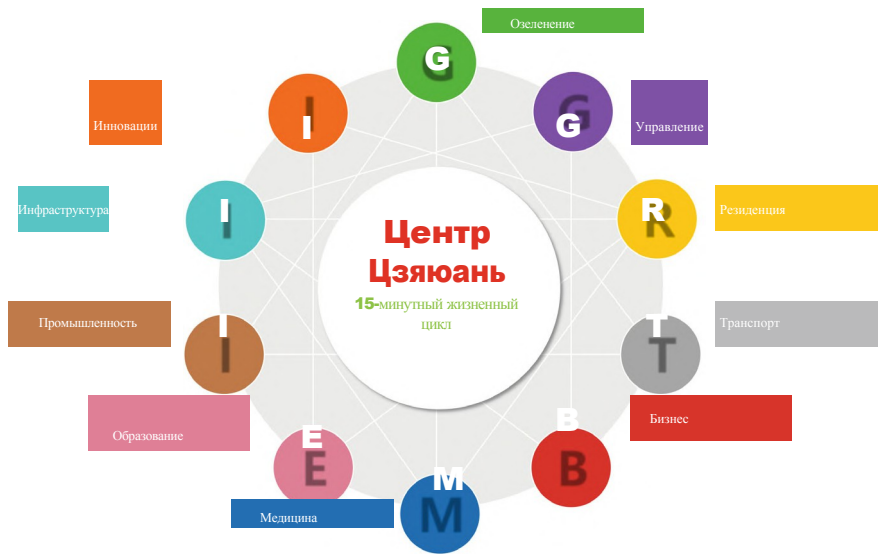 Озеленение
G
G
I
I
G
G
Инновации
Управление
Инфраструктура
I
I
R
R
Резиденция
Центр
Цзяюань
15-минутный жизненный
цикл
Промышленность
I
I
T
T
Транспорт
Образование
E
E
B
B
Бизнес
Медицина
M
M